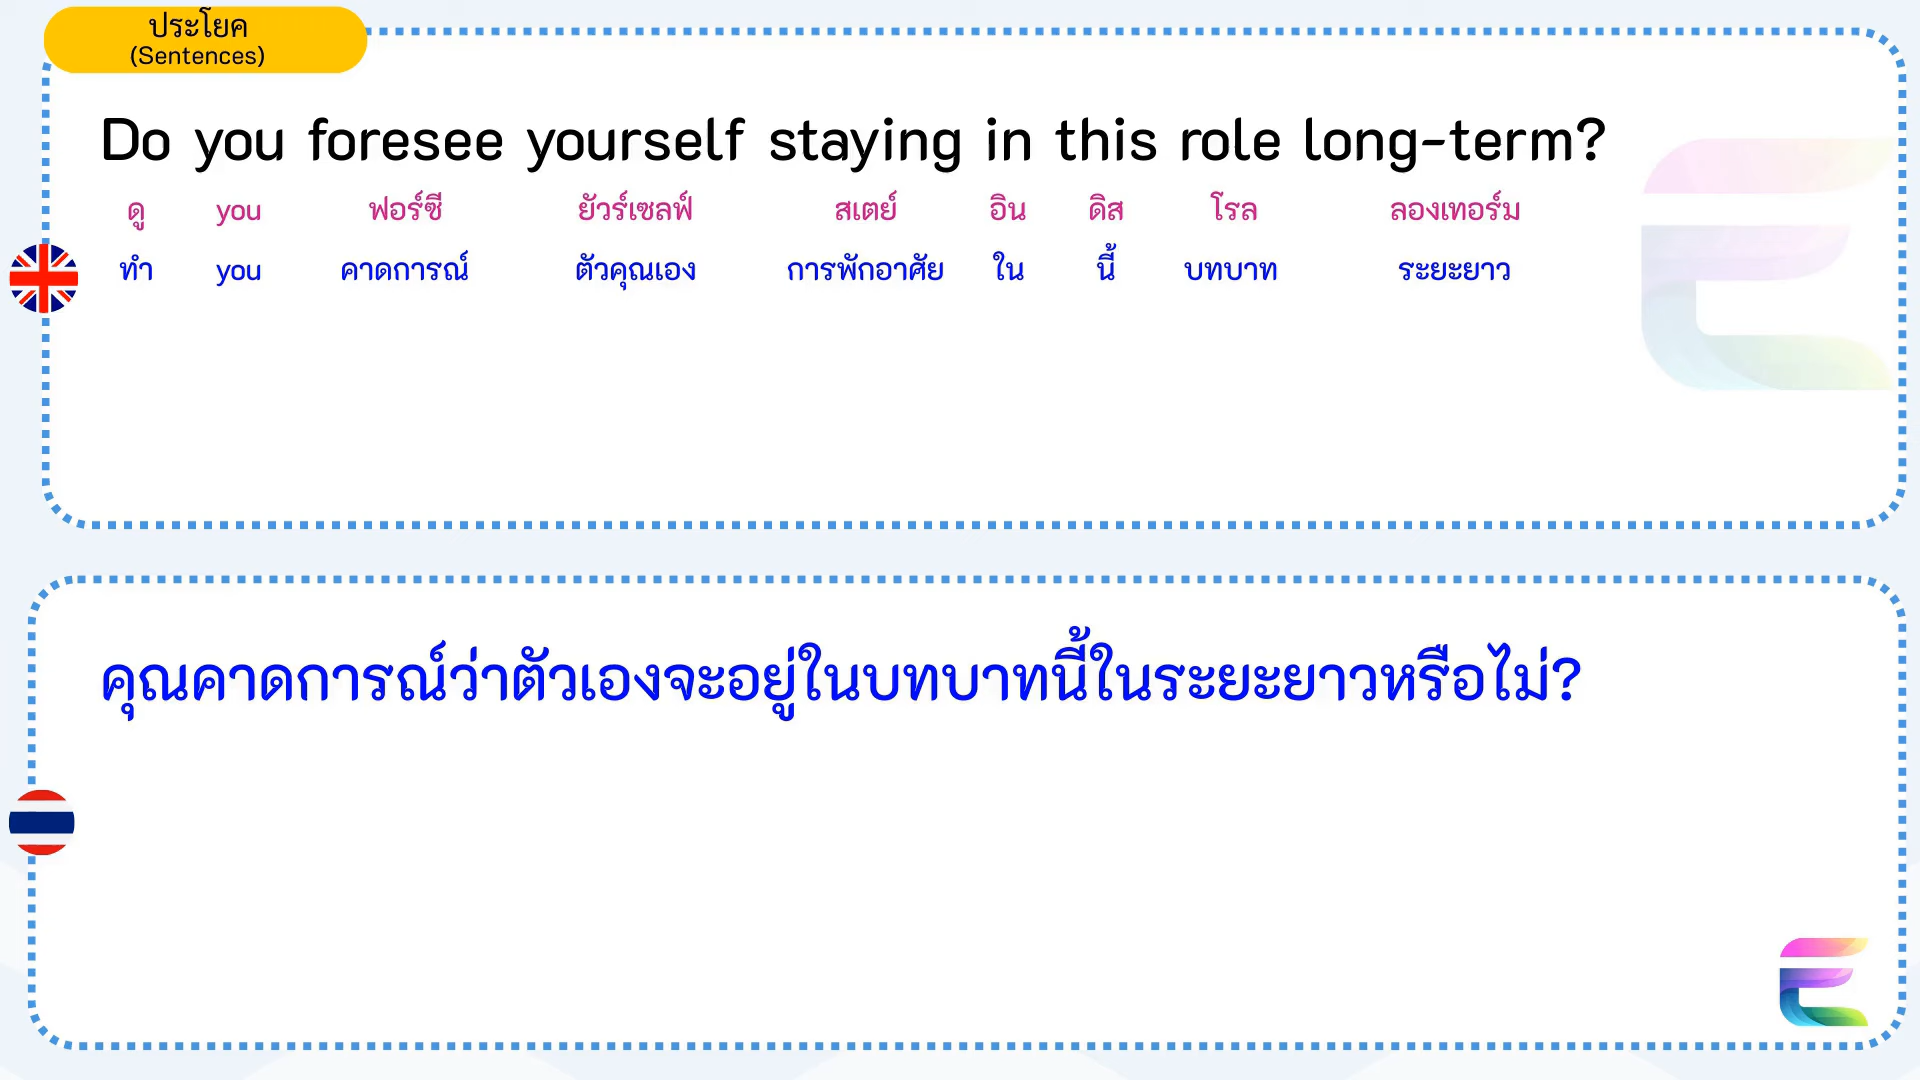 ประโยค
(Sentences)
Do you foresee yourself staying in this role long-term?
ดู you ฟอร์ซี ยัวร์เซลฟ์ สเตย์ อิน ดิส โรล ลองเทอร์ม
ทำ you คาดการณ์ ตัวคุณเอง การพักอาศัย ใน นี้ บทบาท ระยะยาว
คุณคาดการณ์ว่าตัวเองจะอยู่ในบทบาทนี้ในระยะยาวหรือไม่?